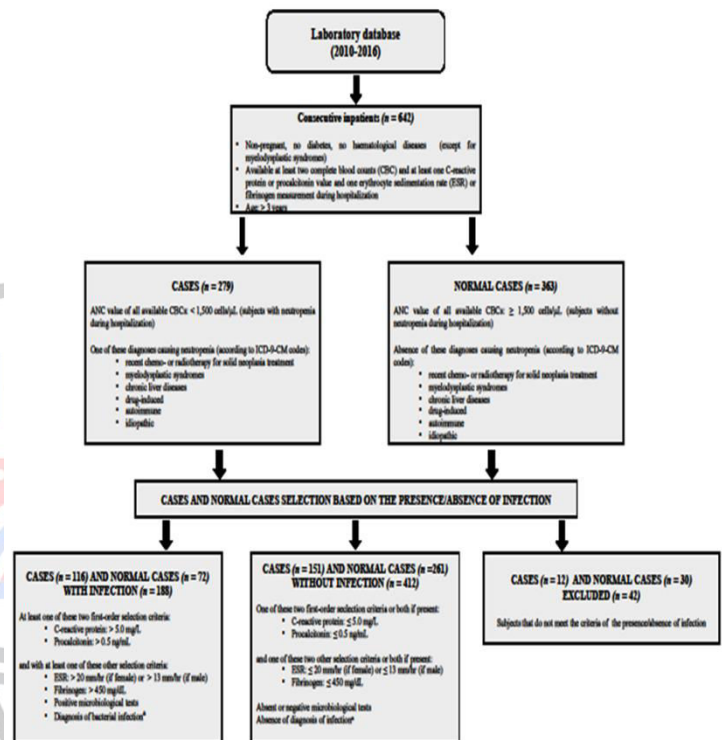 Laboratory database
(2010-2016)
Consecutive inpatients (n = 642)
• Non-pregnant, no diabetes, no haematological diseases (except for
myelodysplastic syndromes)
• Available at least two complete blood counts (CBC) and at least one C-reactive
protein or procalcitonin value and one erythrocyte sedimentation rate (ESR) or
fibrinogen measurement during hospitalization
• Age: > 3 years
CASES (n = 279)
ANC value of all available CBCs: < 1,500 cells/μL (subjects with neutropenia
during hospitalization)
One of these diagnoses causing neutropenia (according to ICD-9-CM codes):
• recent chemo- or radiotherapy for solid neoplasia treatment
• myelodysplastic syndromes
• chronic liver diseases
• drug-induced
• autoimmune
• idiopathic
NORMAL CASES (n = 363)
ANC value of all available CBCs: ≥ 1,500 cells/μL (subjects without
neutropenia during hospitalization)
Absence of these diagnoses causing neutropenia (according to ICD-9-CM
codes):
• recent chemo- or radiotherapy for solid neoplasia treatment
• myelodysplastic syndromes
• chronic liver diseases
• drug-induced
• autoimmune
• idiopathic
CASES AND NORMAL CASES SELECTION BASED ON THE PRESENCE/ABSENCE OF INFECTION
CASES (n = 116) AND NORMAL CASES (n = 72)
WITH INFECTION (n = 188)
At least one of these two first-order selection criteria:
• C-reactive protein: > 5.0 mg/L
• Procalcitonin: > 0.5 ng/mL
and with at least one of these other selection criteria:
• ESR: > 20 mm/hr (if female) or > 13 mm/hr (if male)
• Fibrinogen: > 450 mg/dL
• Positive microbiological tests
• Diagnosis of bacterial infection
CASES (n = 151) AND NORMAL CASES (n =261)
WITHOUT INFECTION (n = 412)
One of these two first-order seclection criteria or both if present:
• C-reactive protein: ≤ 5.0 mg/L
• Procalcitonin: ≤ 0.5 ng/mL
and one of these two other selection criteria or both if present:
• ESR: ≤ 20 mm/hr (if female) or ≤ 13 mm/hr (if male)
• Fibrinogen: ≤ 450 mg/dL
Absent or negative microbiological tests
Absence of diagnosis of infection
CASES (n = 12) AND NORMAL CASES (n = 30)
EXCLUDED (n = 42)
Subjects that do not meet the criteria of the presence/absence of infection